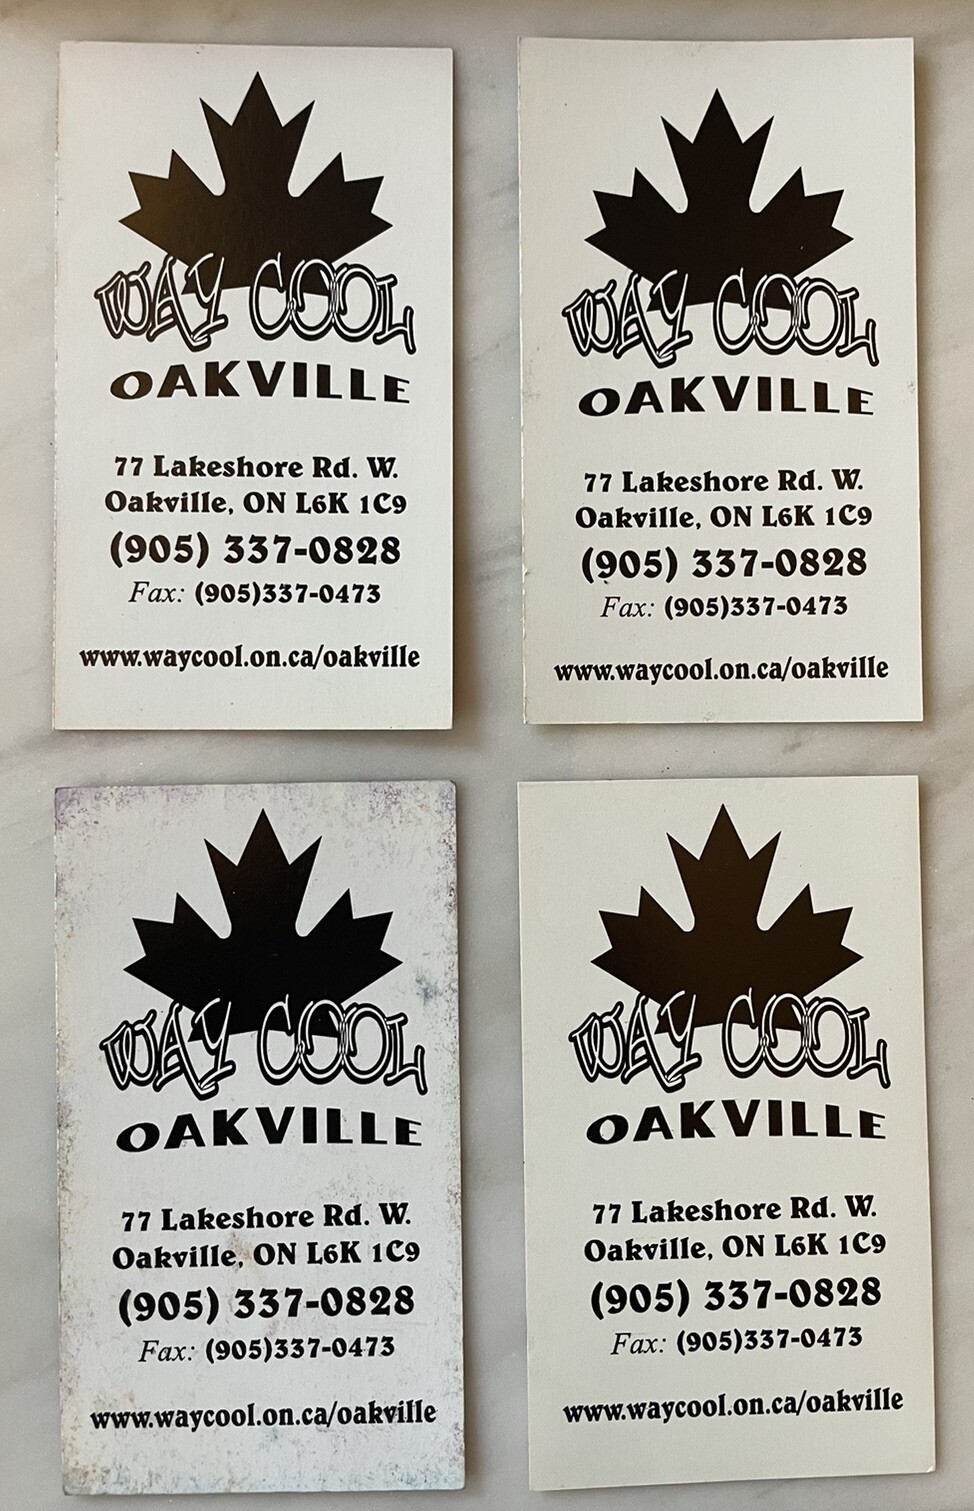 WAY COOL
OAKVILLE
77 Lakeshore Rd. W.
Oakville, ON L6K 1C9
(905) 337-0828
Fax: (905)337-0473
www.waycool.on.ca/oakville
WAY COOL
OAKVILLE
77 Lakeshore Rd. W.
Oakville, ON L6K 1C9
(905) 337-0828
Fax: (905)337-0473
www.waycool.on.ca/oakville
WAY COOL
OAKVILLE
77 Lakeshore Rd. W.
Oakville, ON L6K 1C9
(905) 337-0828
Fax: (905)337-0473
www.waycool.on.ca/oakville
WAY COOL
OAKVILLE
77 Lakeshore Rd. W.
Oakville, ON L6K 1C9
(905) 337-0828
Fax: (905)337-0473
www.waycool.on.ca/oakville